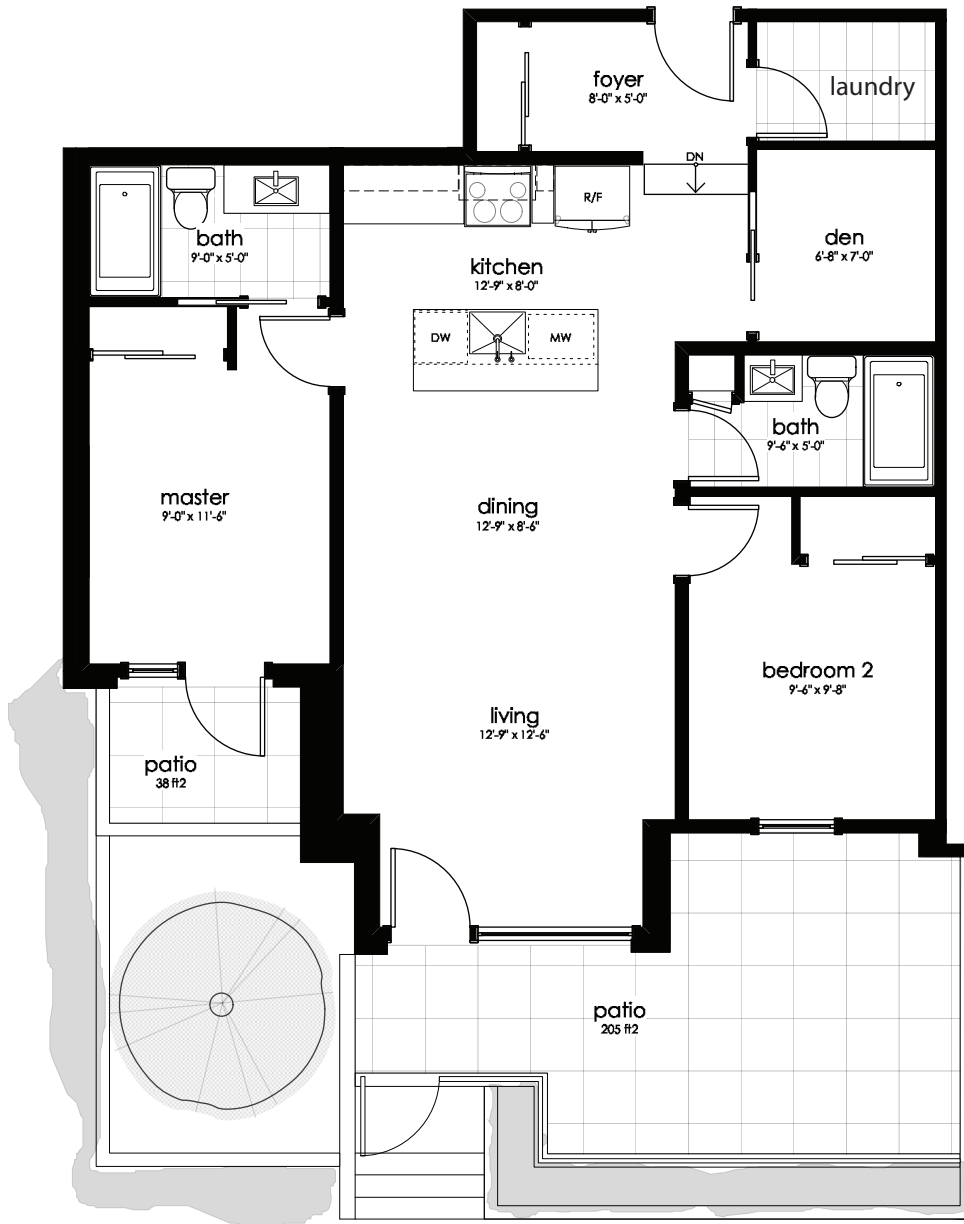 foyer
8'-0" x 5'-0"
laundry
DN
R/F
bath
9'-0" x 5'-0"
kitchen
12'-9" x 8'-0"
den
6'-8" x 7'-0"
DW
MW
bath
9'-6" x 5'-0"
master
9'-0" x 11'-6"
dining
12'-9" x 8'-6"
bedroom 2
9'-6" x 9'-8"
living
12'-9" x 12'-6"
patio
38 ft2
patio
205 ft2